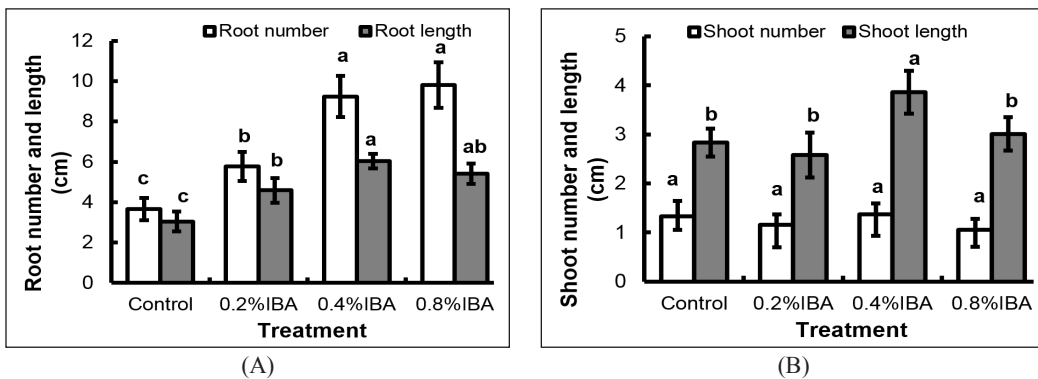 Root number Root length
Root number and length
(cm)
12
10
8
6
4
2
0
c c b b a a a ab
Control 0.2%IBA 0.4%IBA 0.8%IBA
Treatment
(A)
Shoot number Shoot length
Shoot number and length
(cm)
5
4
3
2
1
0
a b a b a a a b
Control 0.2%IBA 0.4%IBA 0.8%IBA
Treatment
(B)